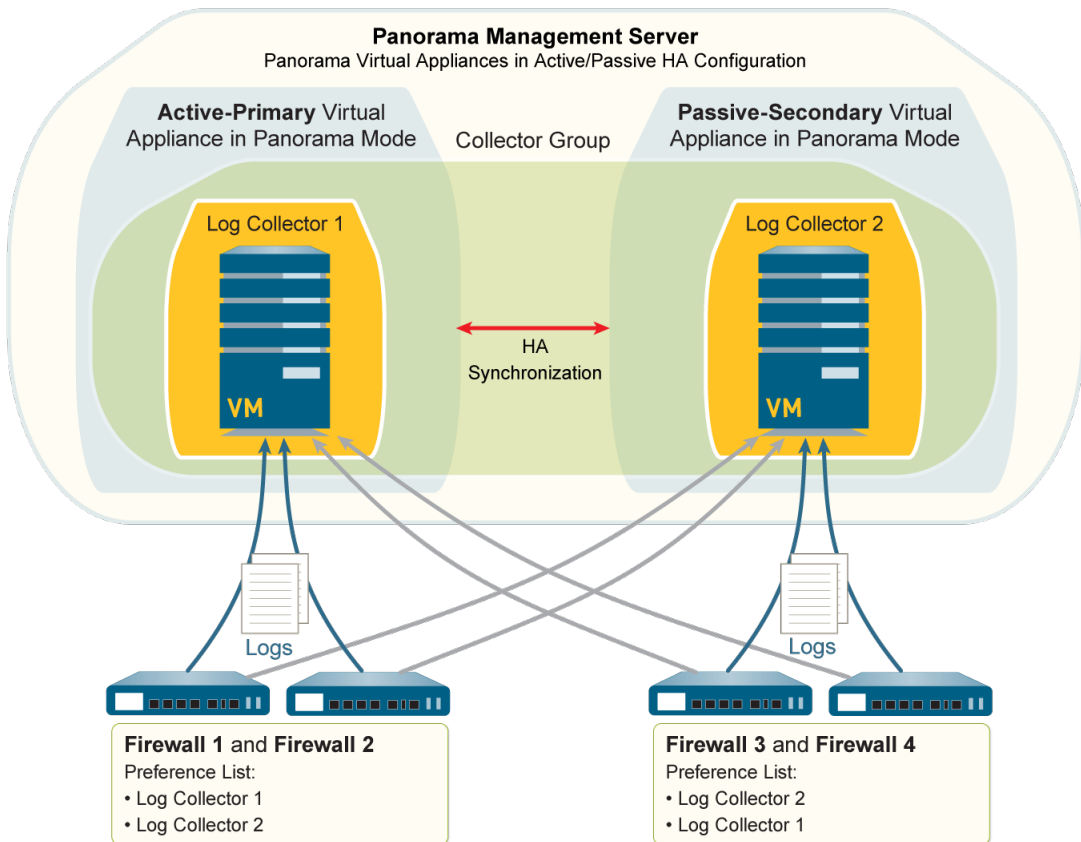 Panorama Management Server
Panorama Virtual Appliances in Active/Passive HA Configuration
Active-Primary Virtual
Appliance in Panorama Mode
Collector Group
Passive-Secondary Virtual
Appliance in Panorama Mode
Log Collector 1
Log Collector 2
HA
Synchronization
VM
VM
Logs
Logs
Firewall 1 and Firewall 2
Preference List:
• Log Collector 1
• Log Collector 2
Firewall 3 and Firewall 4
Preference List:
• Log Collector 2
• Log Collector 1